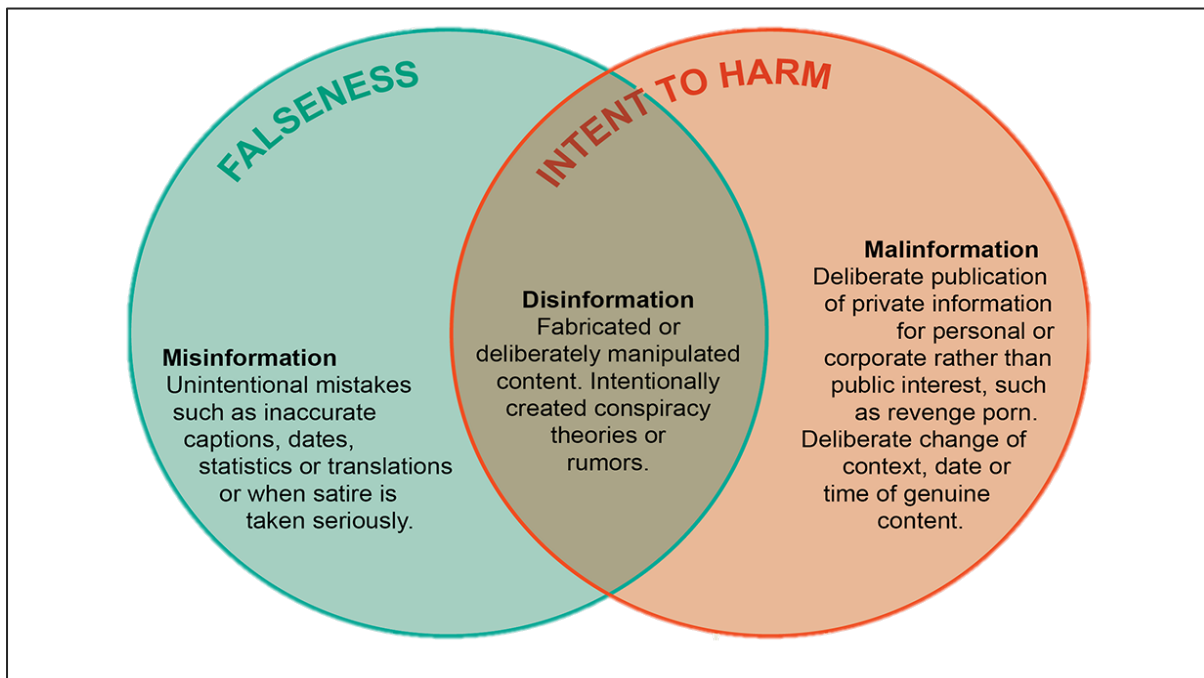 FALSENESS
INTENT TO HARM
Misinformation
Unintentional mistakes
such as inaccurate
captions, dates,
statistics or translations
or when satire is
taken seriously.
Disinformation
Fabricated or
deliberately manipulated
content. Intentionally
created conspiracy
theories or
rumors.
Malinformation
Deliberate publication
of private information
for personal or
corporate rather than
public interest, such
as revenge porn.
Deliberate change of
context, date or
time of genuine
content.